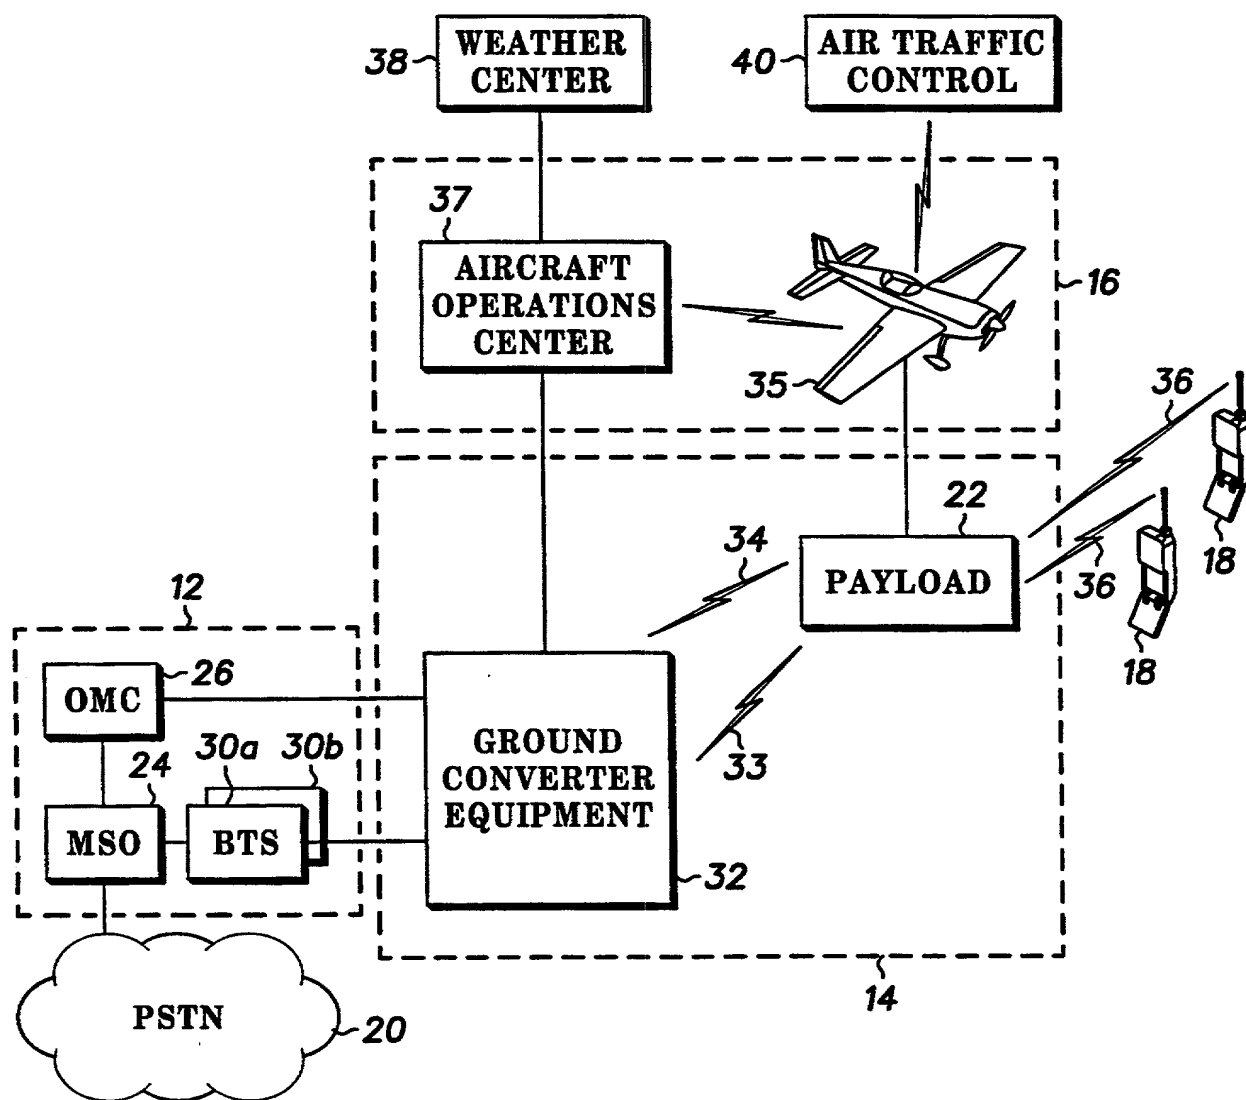 WEATHER
CENTER
38
AIR TRAFFIC
CONTROL
40
37
AIRCRAFT
OPERATIONS
CENTER
16
35
36
18
22
34
PAYLOAD
36
18
12
OMC
26
33
GROUND
CONVERTER
EQUIPMENT
24
30a
30b
MSO
BTS
32
14
PSTN
20